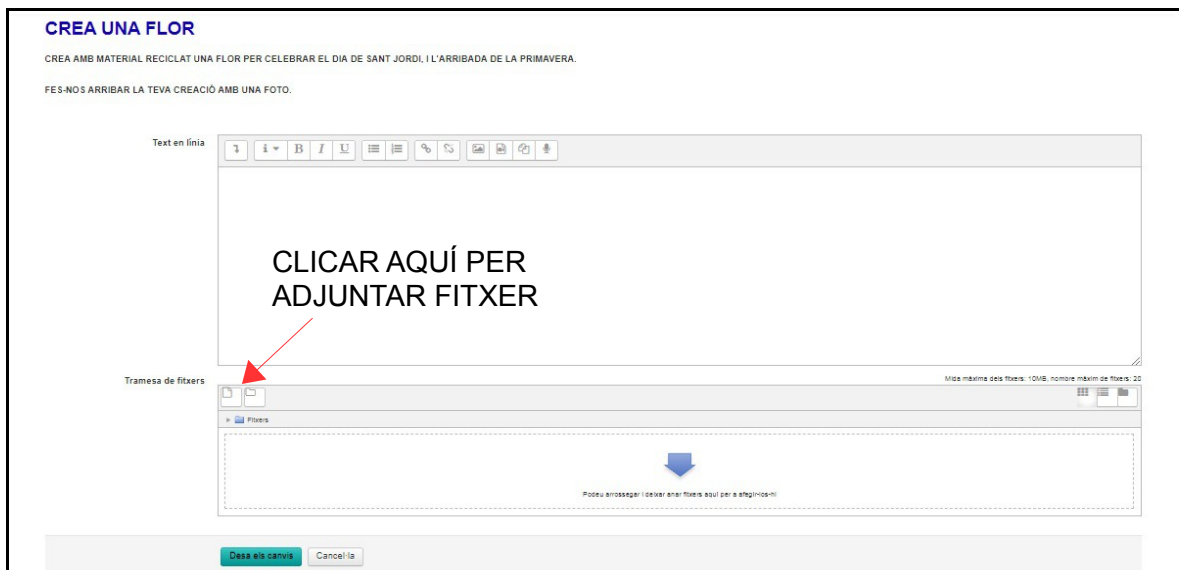 CREA UNA FLOR
CREA AMB MATERIAL RECICLAT UNA FLOR PER CELEBRAR EL DIA DE SANT JORDI, I L'ARRIBADA DE LA PRIMAVERA.
FES-NOS ARRIBAR LA TEVA CREACIÓ AMB UNA FOTO.
Text en línia
i B I U
CLICAR AQUÍ PER
ADJUNTAR FITXER
Tramesa de fitxers
Mida màxima dels fitxers: 10MB, nombre màxim de fitxers: 20
Fitxers
Podeu arrossegar i deixar anar fitxers aquí per a afegir-los-hi
Desa els canvis Cancel·la